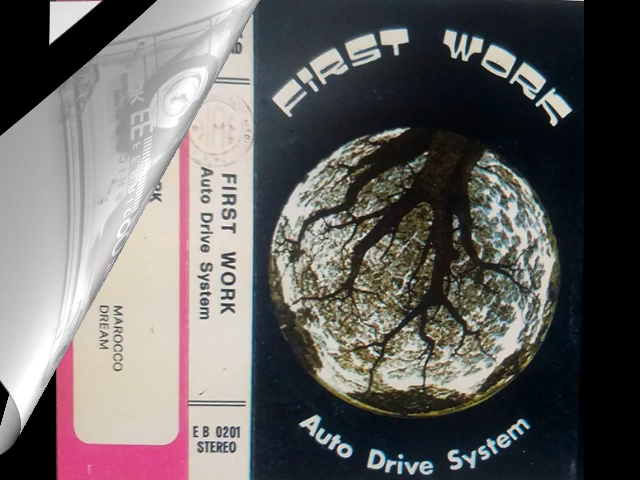 FIRST WORK
Auto Drive System
FIRST WORK
Auto Drive System
E B 0201
STEREO
MAROCCO
DREAM